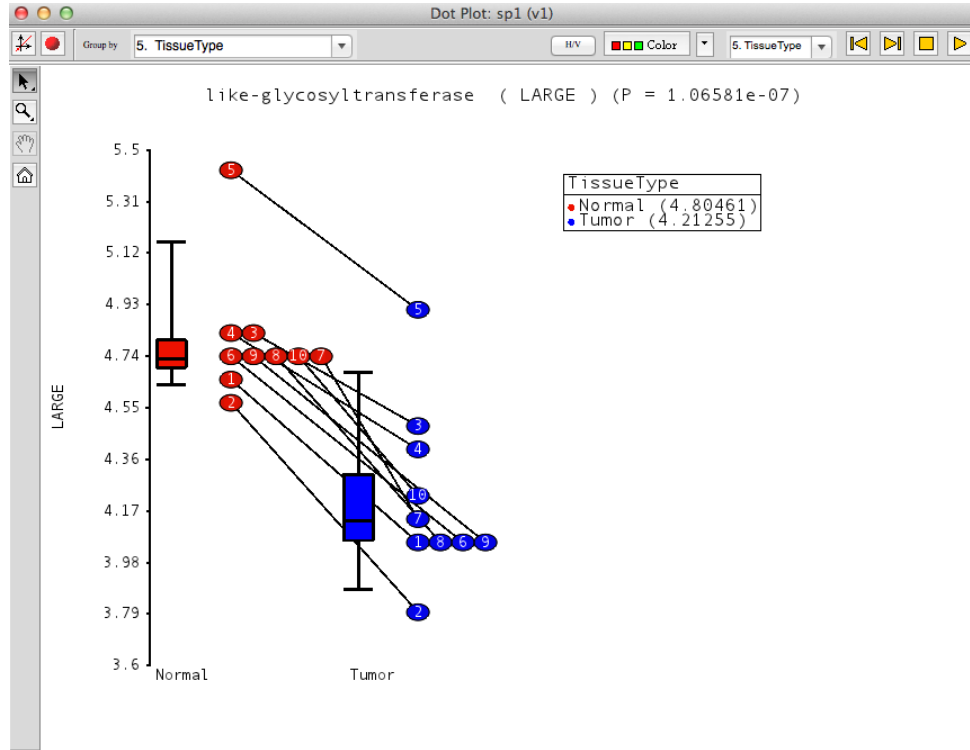 Dot Plot: sp1 (v1)
Group by 5. TissueType H/V Color 5. TissueType
like-glycosyltransferase ( LARGE ) (P = 1.06581e-07)
TissueType
Normal (4.80461)
Tumor (4.21255)
LARGE
5.5
5.31
5.12
4.93
4.74
4.55
4.36
4.17
3.98
3.79
3.6
5
4 3
6 9 8 10 7
1
2
5
3
4
10
7
1 8 6 9
2
Normal Tumor